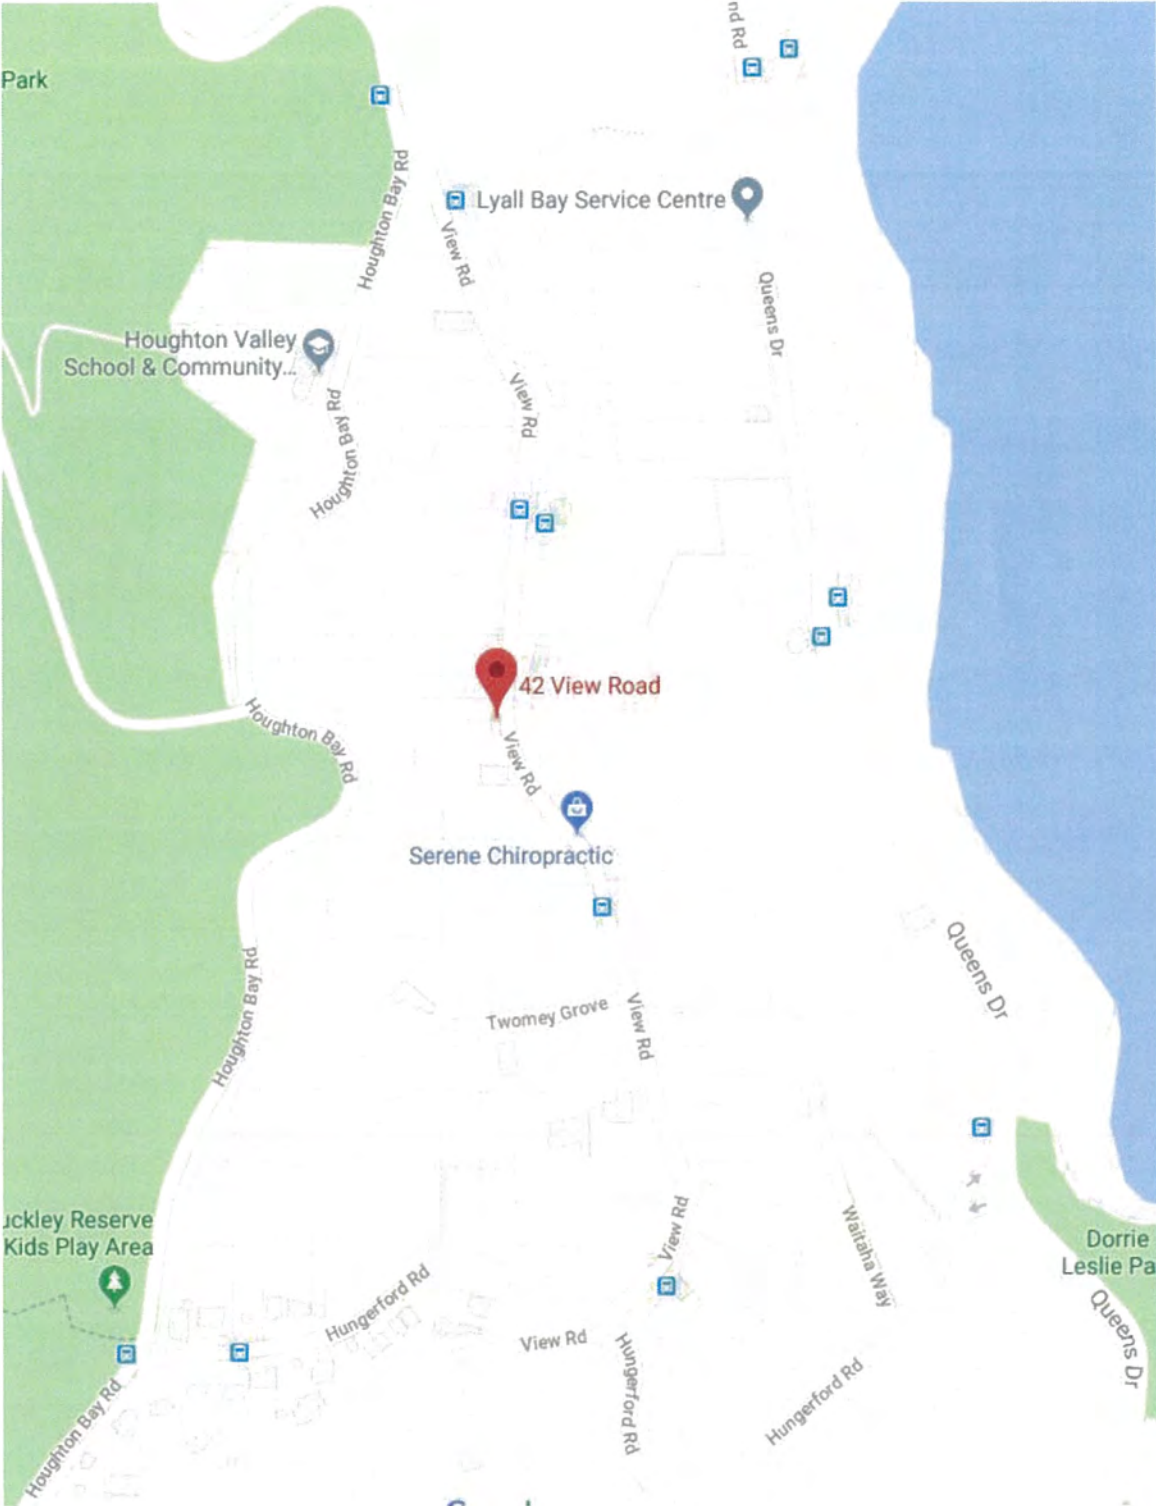 nd Rd
Park
Houghton Bay Rd
Lyall Bay Service Centre
View Rd
Queens Dr
Houghton Valley
School & Community...
View Rd
Houghton Bay Rd
42 View Road
Houghton Bay Rd
View Rd
Serene Chiropractic
Queens Dr
Houghton Bay Rd
Twomey Grove
View Rd
View Rd
Waitaha Way
uckley Reserve
Kids Play Area
Dorrie
Leslie Pa
Hungerford Rd
Queens Dr
View Rd
Hungerford Rd
Hungerford Rd
Houghton Bay Rd